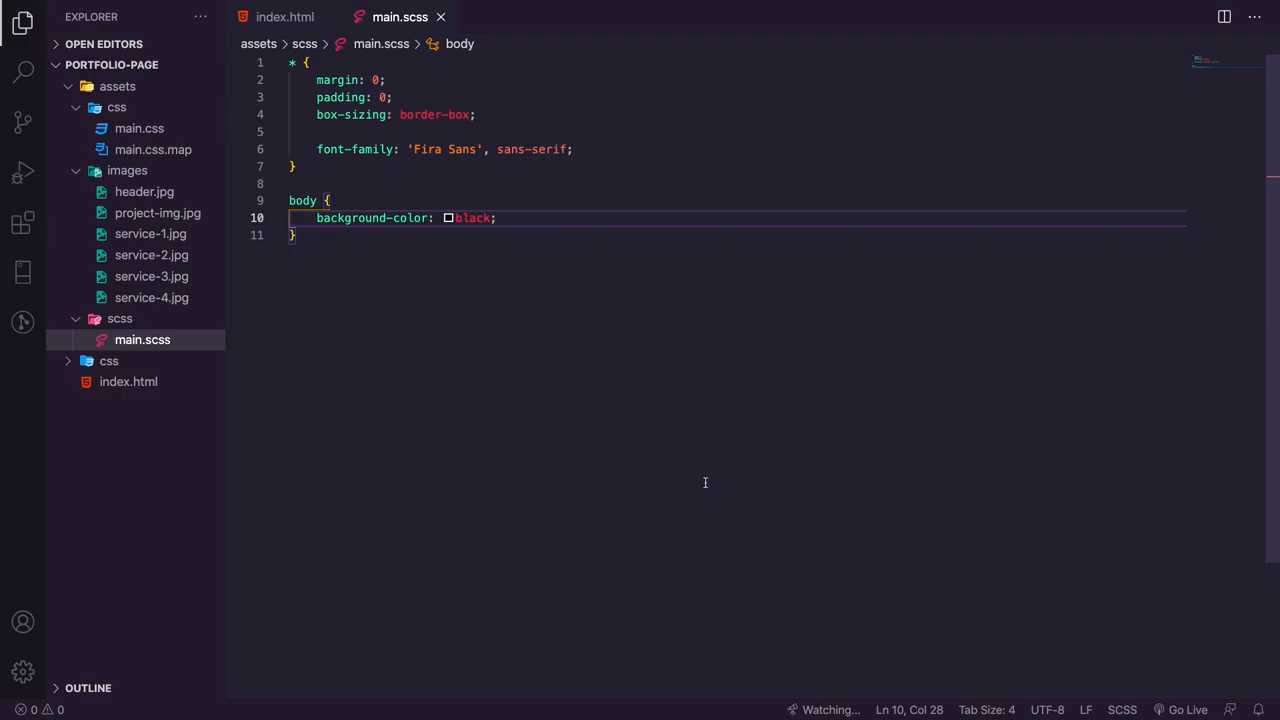 EXPLORER
index.html
main.scss
OPEN EDITORS
assets scss main.scss body
PORTFOLIO-PAGE
assets
css
main.css
main.css.map
images
header.jpg
project-img.jpg
service-1.jpg
service-2.jpg
service-3.jpg
service-4.jpg
scss
main.scss
css
index.html
OUTLINE
1 * {
2 margin: 0;
3 padding: 0;
4 box-sizing: border-box;
5
6 font-family: 'Fira Sans', sans-serif;
7 }
8
9 body {
10 background-color: black;
11 }
0 0 Watching... Ln 10, Col 28 Tab Size: 4 UTF-8 LF SCSS Go Live